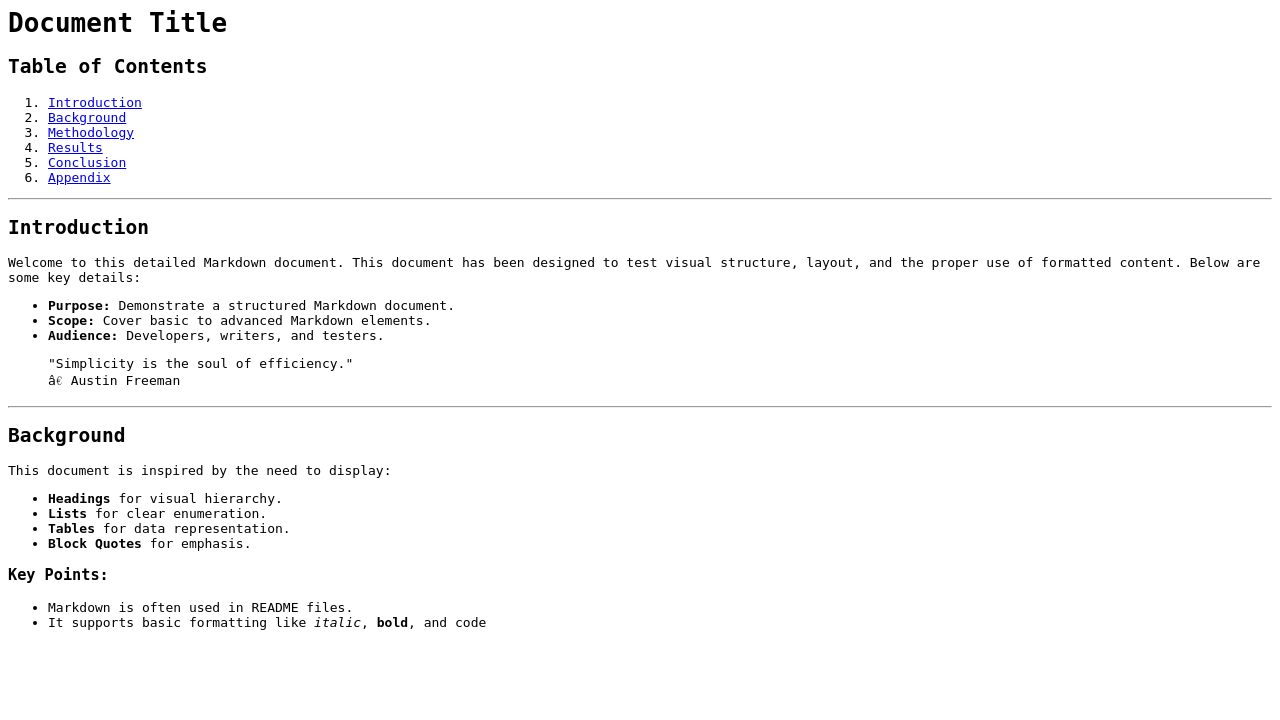 Document Title
Table of Contents
1. Introduction
2. Background
3. Methodology
4. Results
5. Conclusion
6. Appendix
Introduction
Welcome to this detailed Markdown document. This document has been designed to test visual structure, layout, and the proper use of formatted content. Below are
some key details:
• Purpose: Demonstrate a structured Markdown document.
• Scope: Cover basic to advanced Markdown elements.
• Audience: Developers, writers, and testers.
"Simplicity is the soul of efficiency."
â€ Austin Freeman
Background
This document is inspired by the need to display:
• Headings for visual hierarchy.
• Lists for clear enumeration.
• Tables for data representation.
• Block Quotes for emphasis.
Key Points:
• Markdown is often used in README files.
• It supports basic formatting like italic, bold, and code